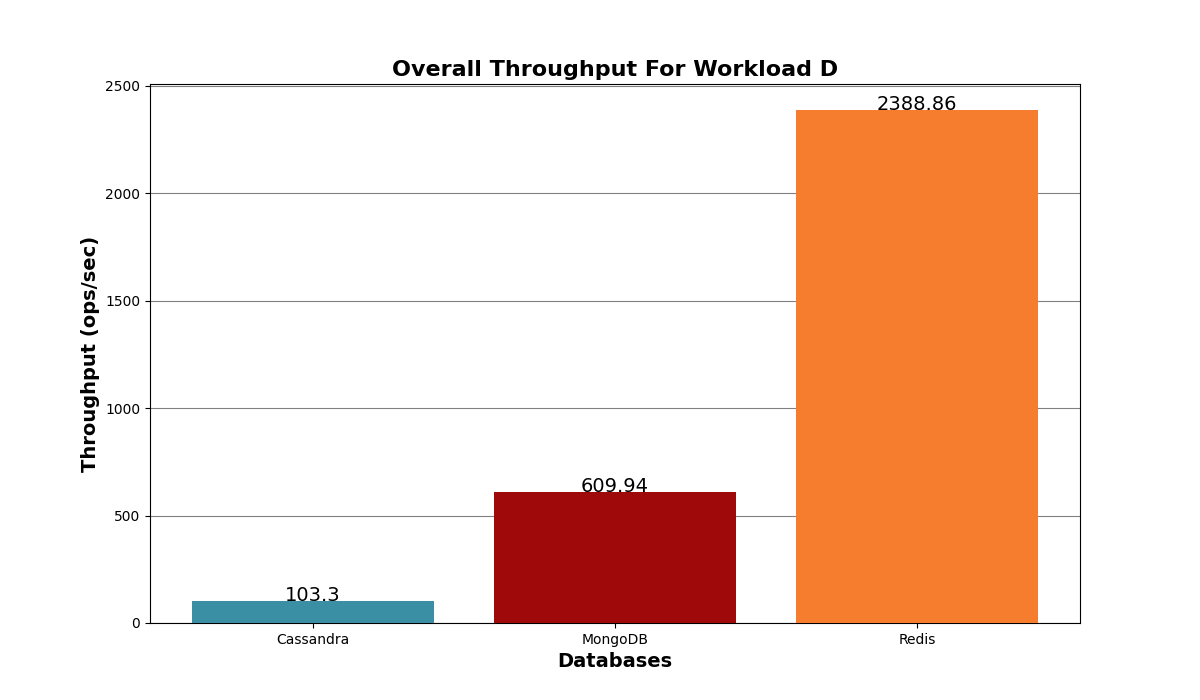 Overall Throughput For Workload D
2500
2000
1500
1000
500
0
Throughput (ops/sec)
103.3
609.94
2388.86
Cassandra
MongoDB
Redis
Databases